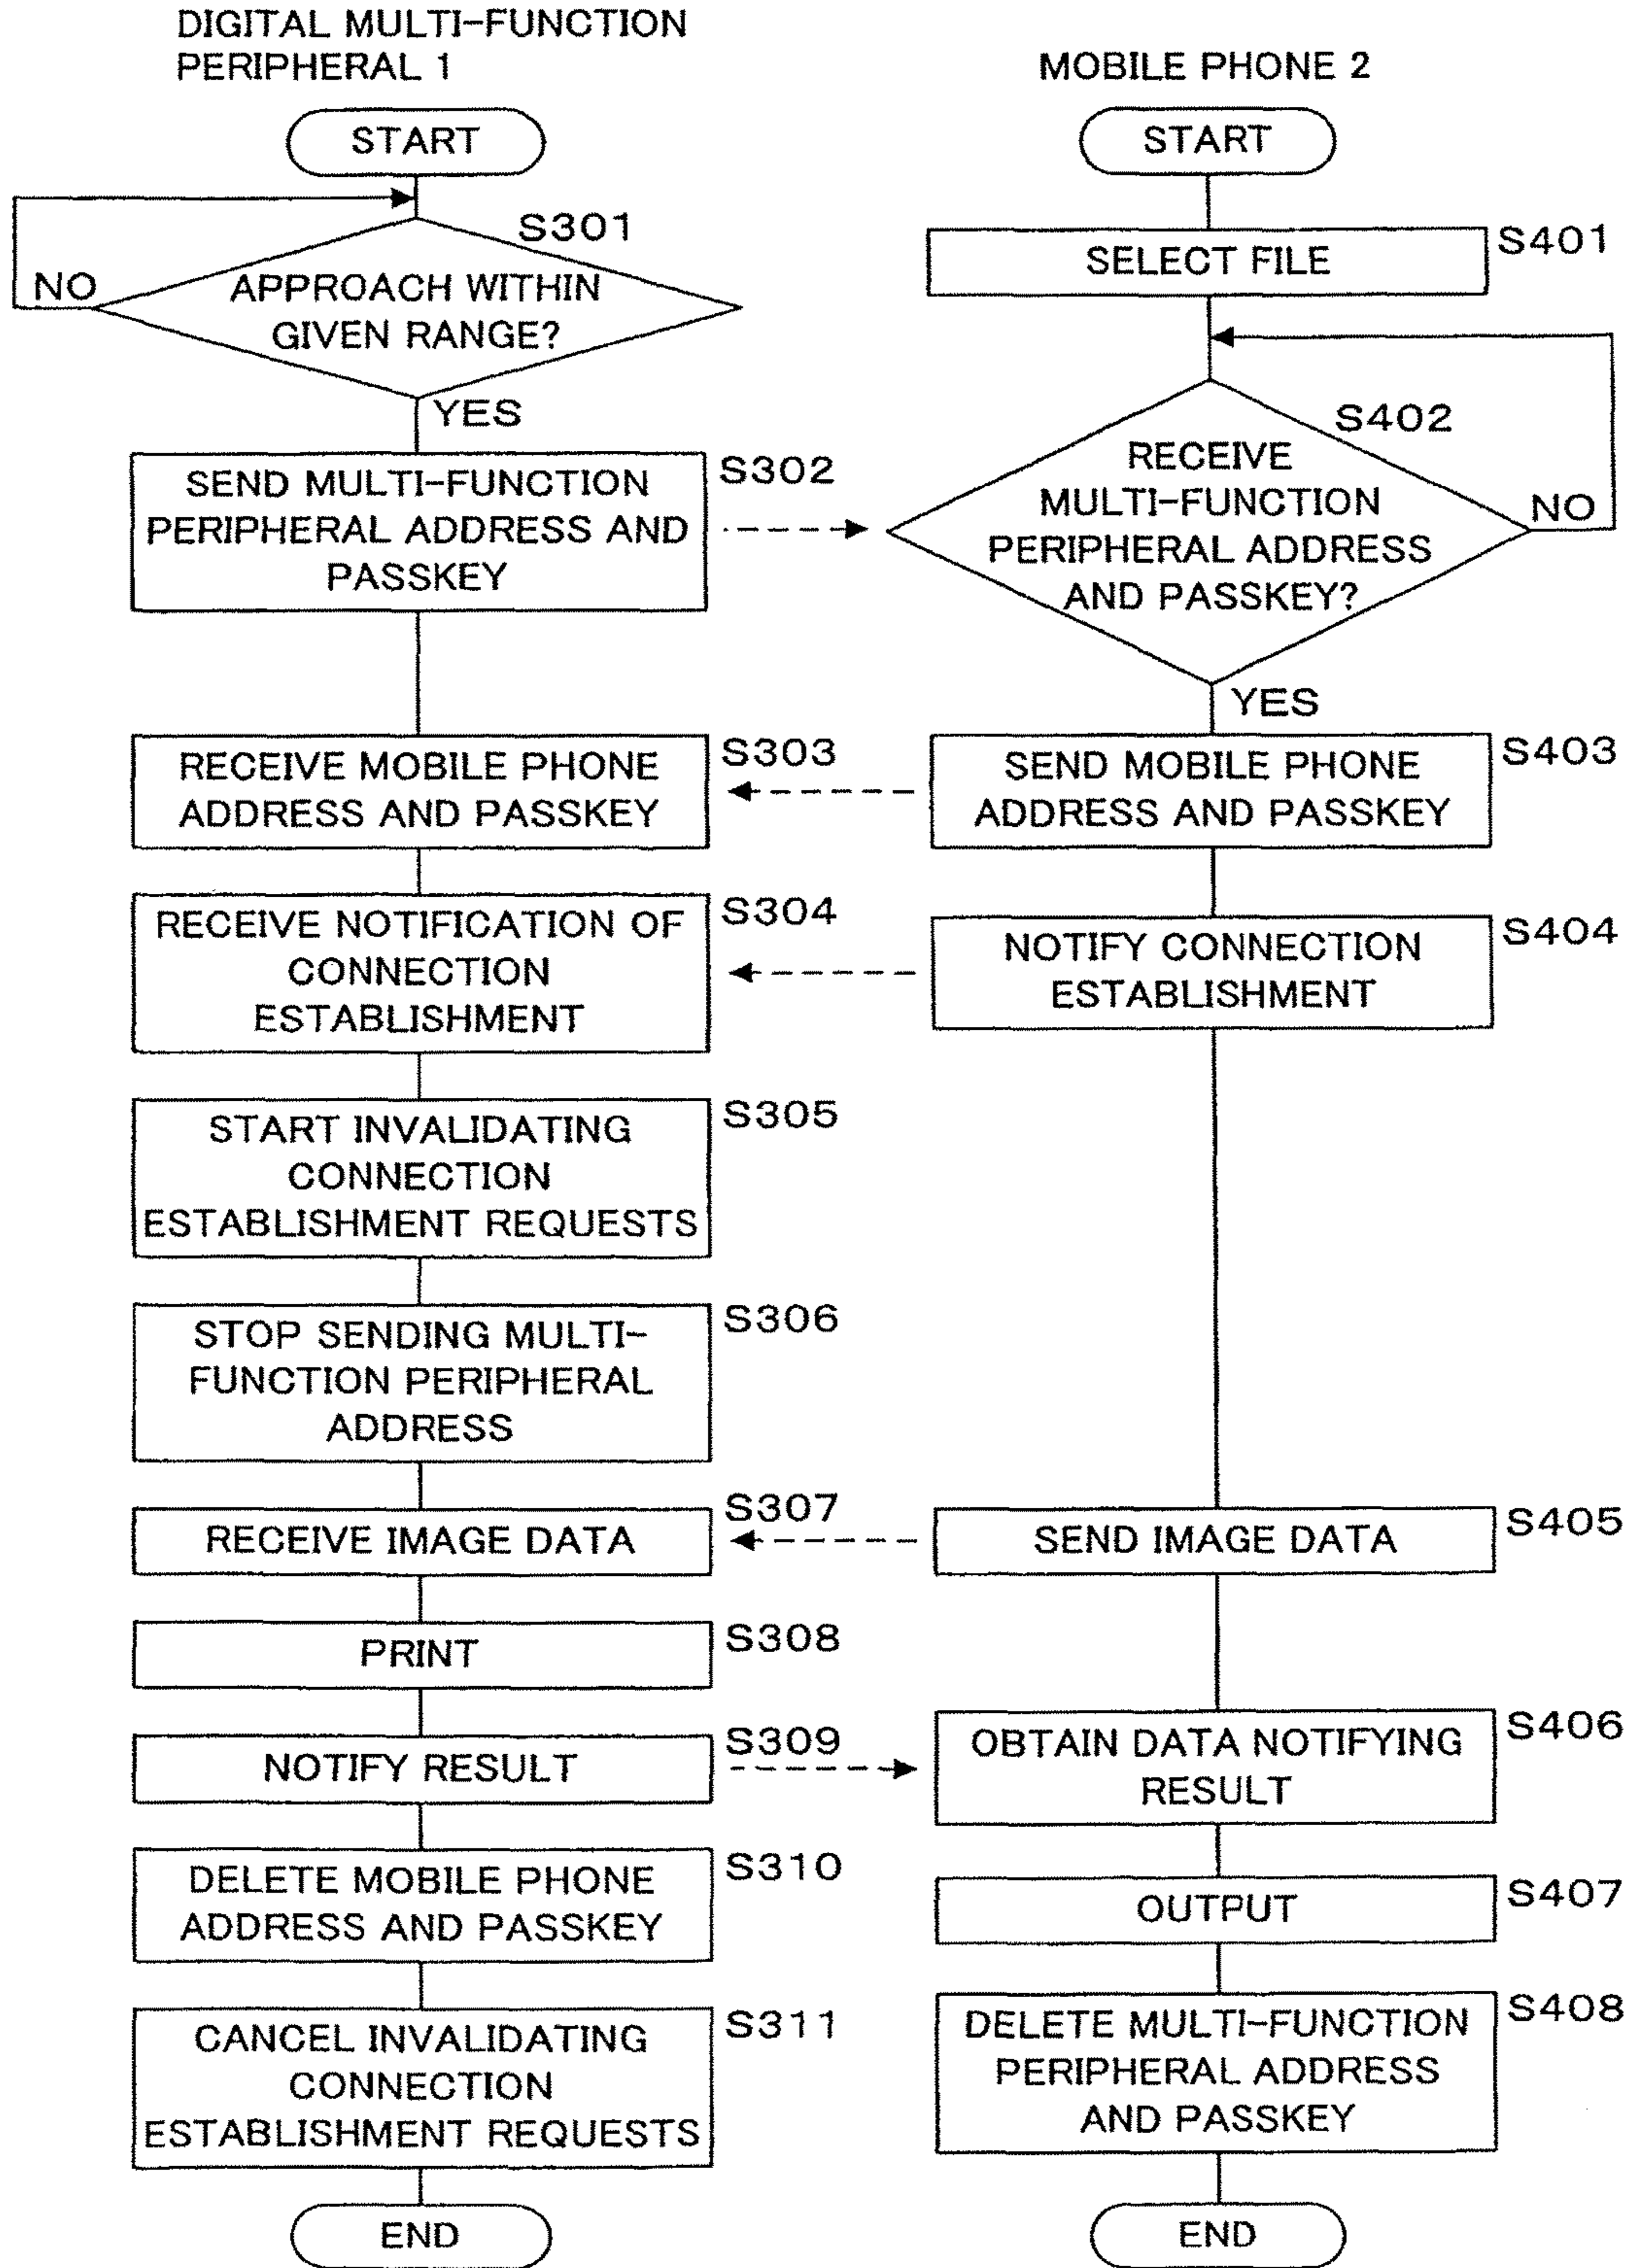 DIGITAL MULTI-FUNCTION
PERIPHERAL 1
START
S301
APPROACH WITHIN
GIVEN RANGE?
NO
YES
S302
SEND MULTI-FUNCTION
PERIPHERAL ADDRESS AND
PASSKEY
S303
RECEIVE MOBILE PHONE
ADDRESS AND PASSKEY
S304
RECEIVE NOTIFICATION OF
CONNECTION
ESTABLISHMENT
S305
START INVALIDATING
CONNECTION
ESTABLISHMENT REQUESTS
S306
STOP SENDING MULTI-
FUNCTION PERIPHERAL
ADDRESS
S307
RECEIVE IMAGE DATA
S308
PRINT
S309
NOTIFY RESULT
S310
DELETE MOBILE PHONE
ADDRESS AND PASSKEY
S311
CANCEL INVALIDATING
CONNECTION
ESTABLISHMENT REQUESTS
END
MOBILE PHONE 2
START
S401
SELECT FILE
S402
RECEIVE
MULTI-FUNCTION
PERIPHERAL ADDRESS
AND PASSKEY?
NO
YES
S403
SEND MOBILE PHONE
ADDRESS AND PASSKEY
S404
NOTIFY CONNECTION
ESTABLISHMENT
S405
SEND IMAGE DATA
S406
OBTAIN DATA NOTIFYING
RESULT
S407
OUTPUT
S408
DELETE MULTI-FUNCTION
PERIPHERAL ADDRESS
AND PASSKEY
END